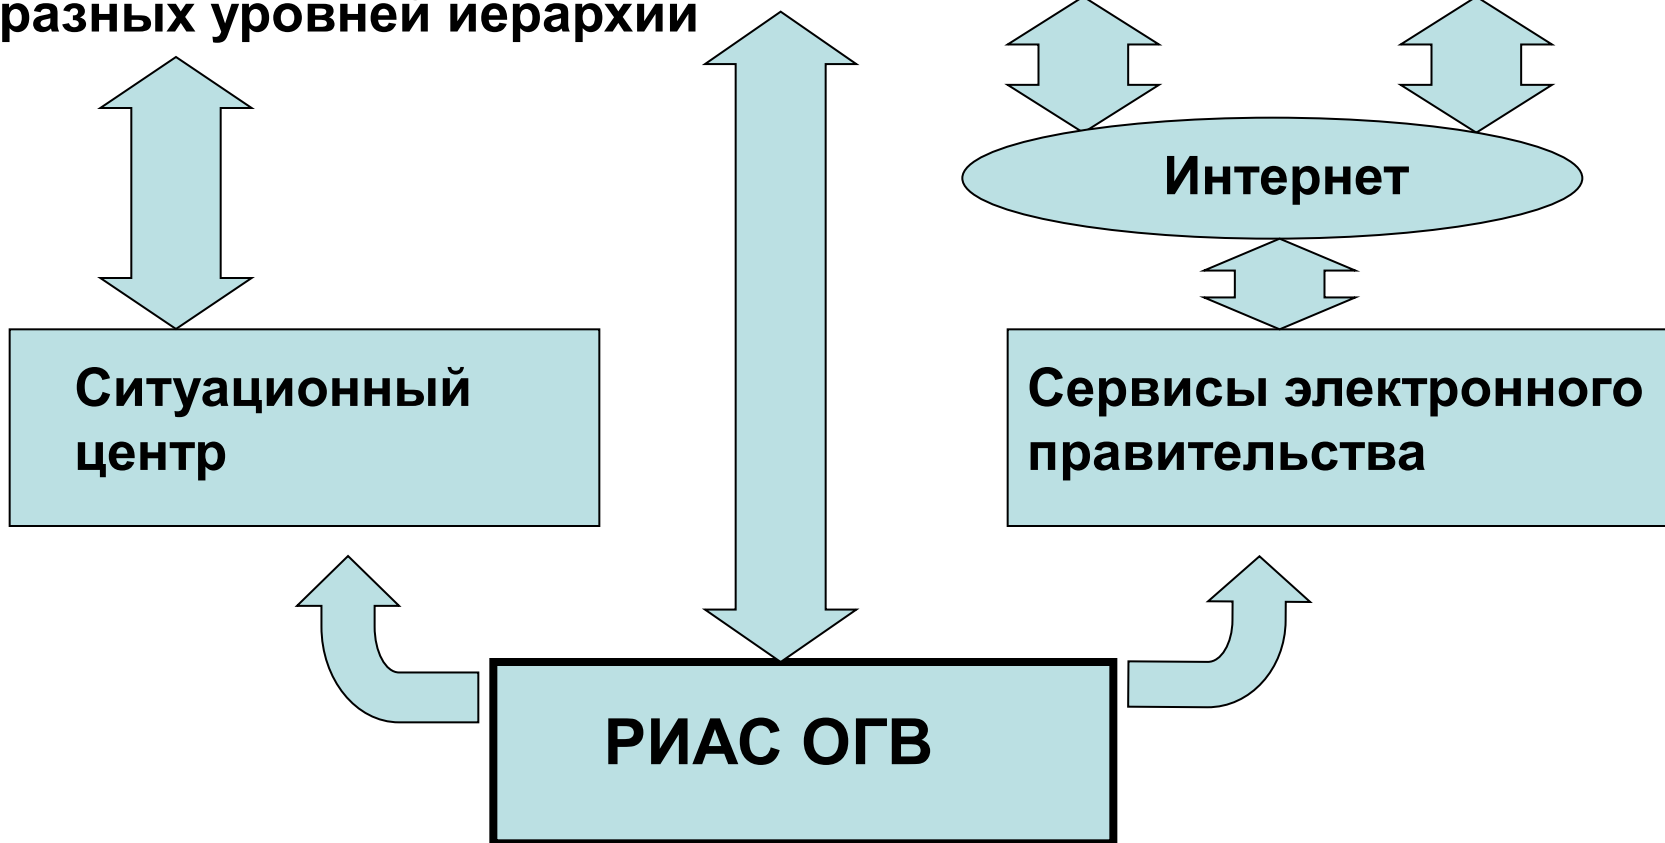 разных уровней иерархии
Интернет
Ситуационный
центр
Сервисы электронного
правительства
РИАС ОГВ